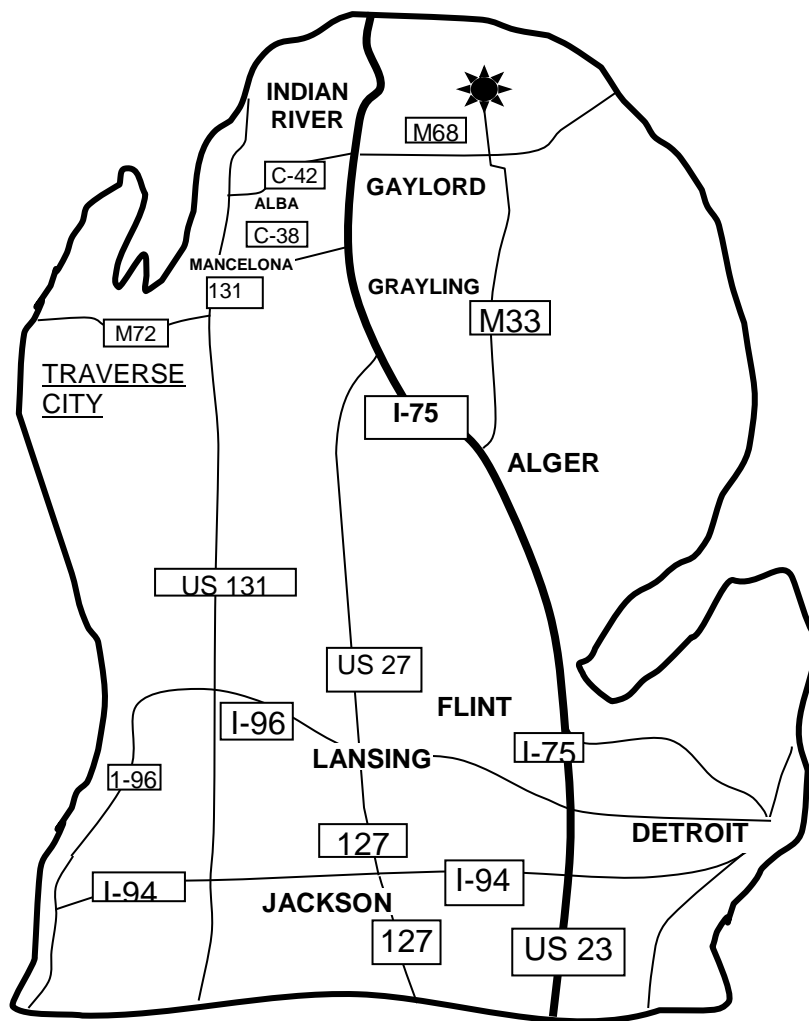 INDIAN
RIVER
M68
C-42
GAYLORD
ALBA
C-38
MANCELONA
131
GRAYLING
M72
M33
TRAVERSE
CITY
I-75
ALGER
US 131
US 27
FLINT
I-96
I-75
LANSING
1-96
127
DETROIT
I-94
I-94
JACKSON
127
US 23